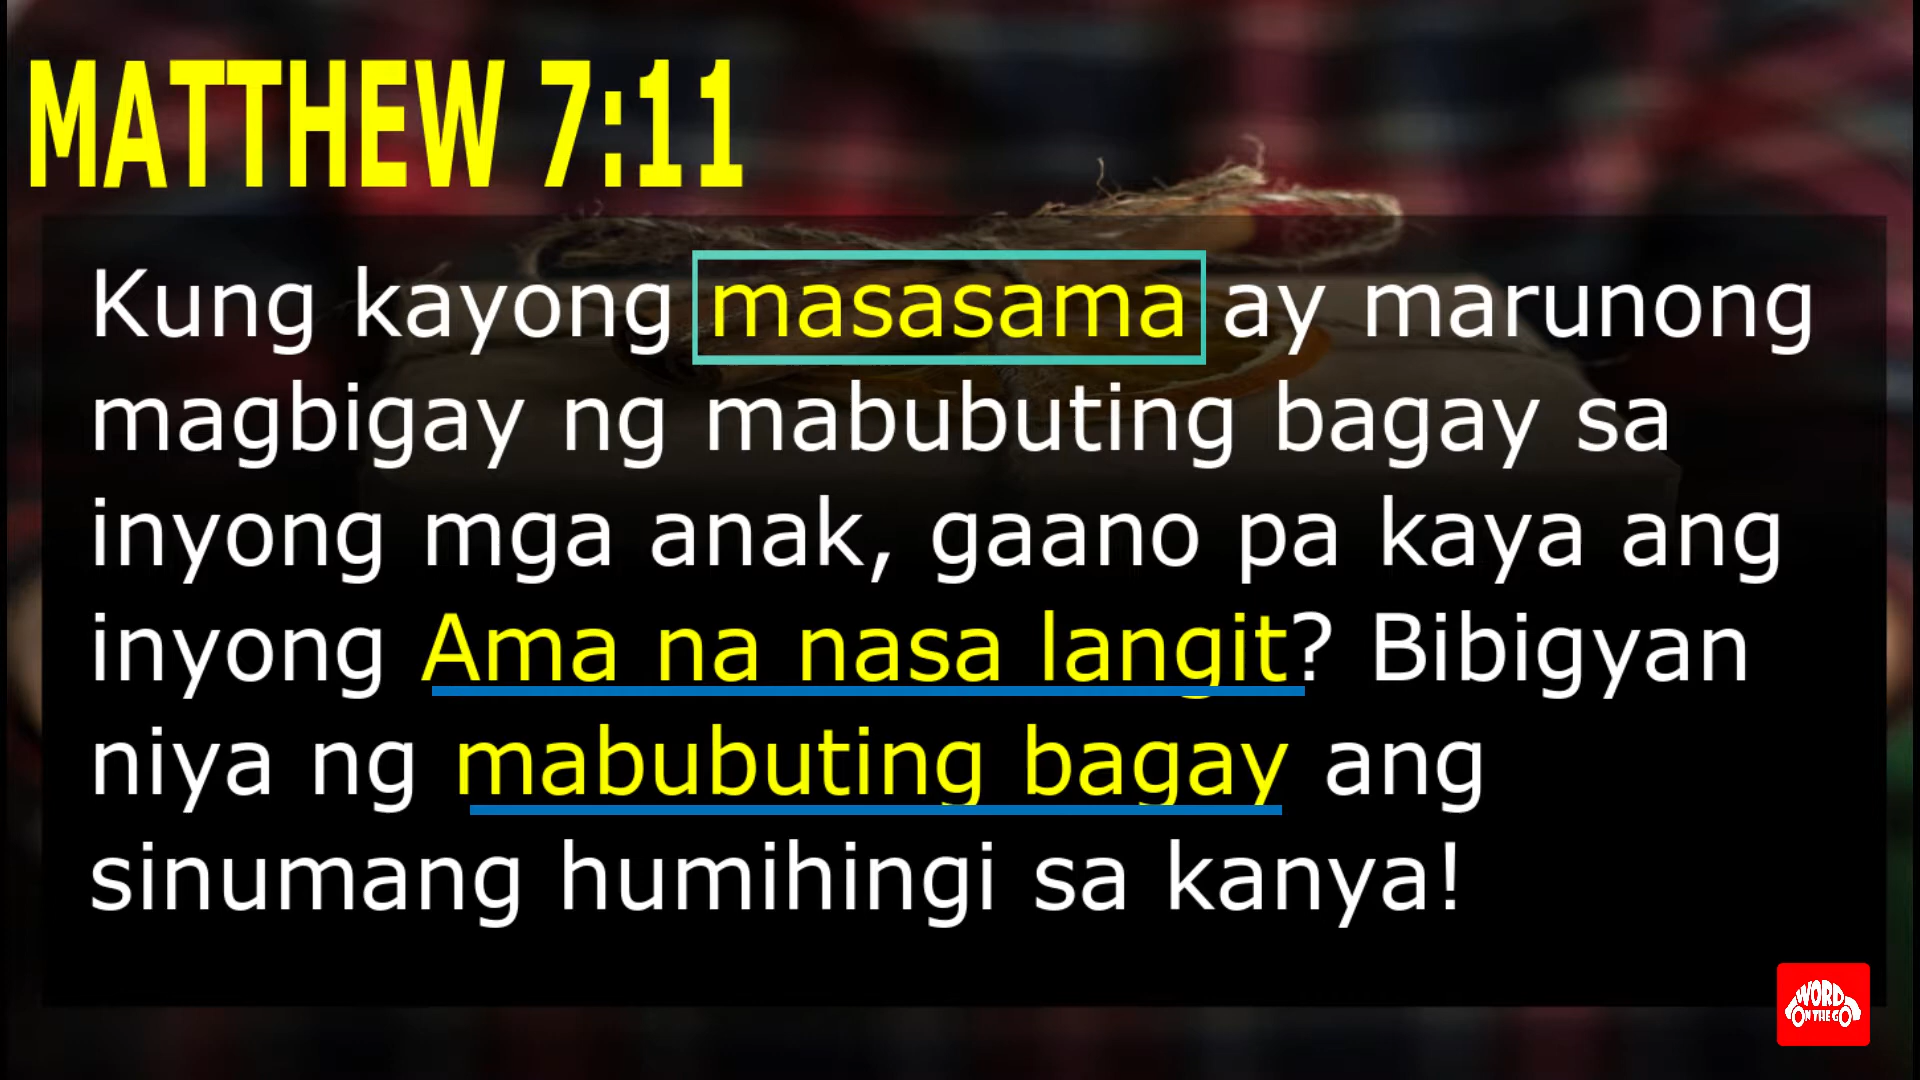 MATTHEW 7:11
Kung kayong masasama ay marunong
magbigay ng mabubuting bagay sa
inyong mga anak, gaano pa kaya ang
inyong Ama na nasa langit? Bibigyan
niya ng mabubuting bagay ang
sinumang humihingi sa kanya!
WORD
ON THE GO